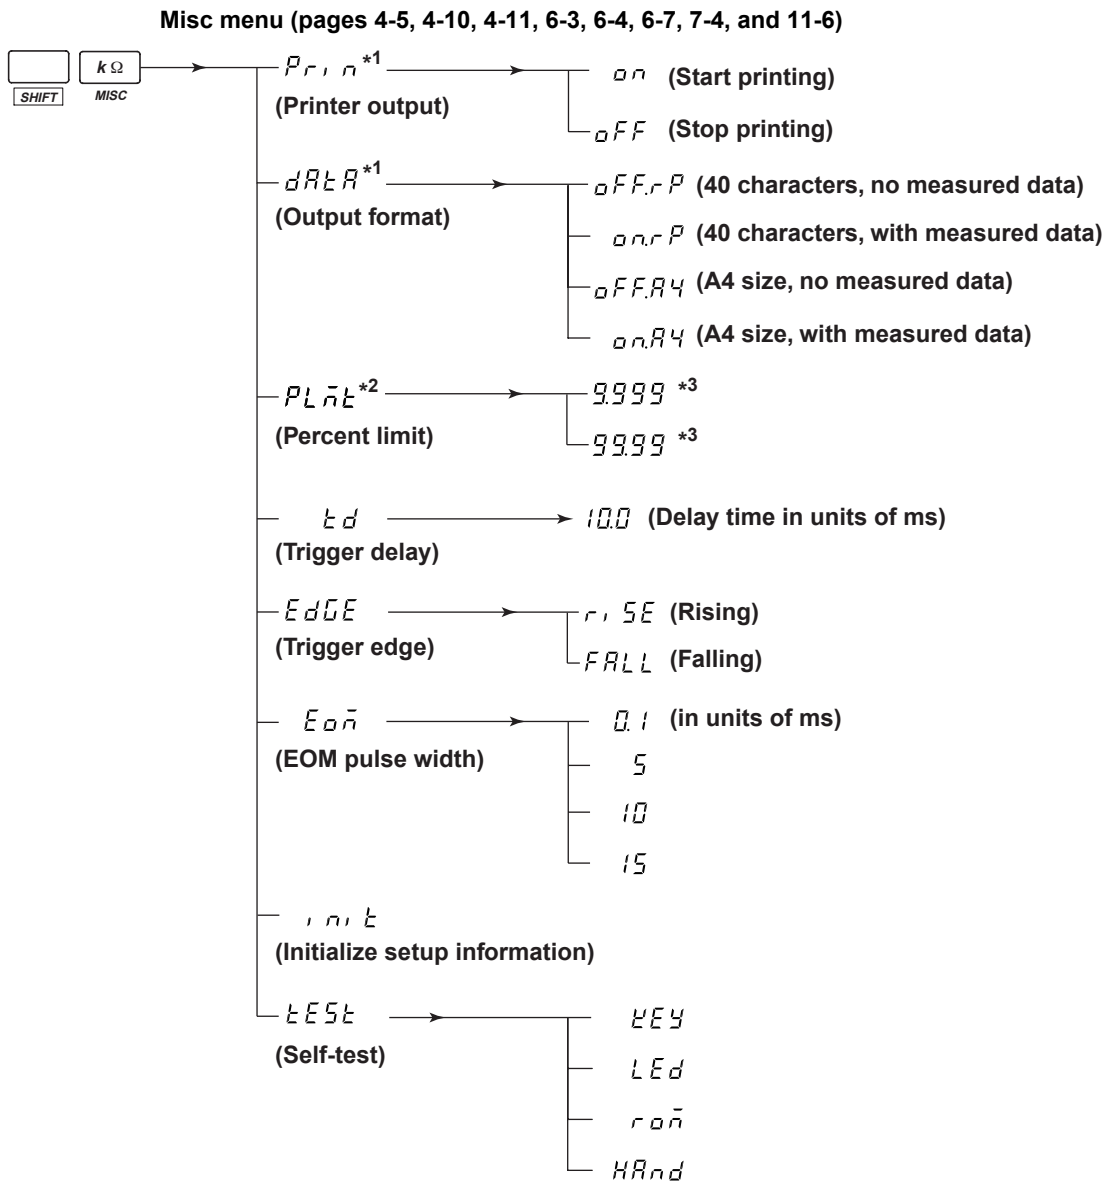 Misc menu (pages 4-5, 4-10, 4-11, 6-3, 6-4, 6-7, 7-4, and 11-6)
k Ω
SHIFT MISC
Prin*1
on (Start printing)
(Printer output)
oFF (Stop printing)
dAtA*1
oFF.rP (40 characters, no measured data)
(Output format)
on.rP (40 characters, with measured data)
oFF.A4 (A4 size, no measured data)
on.A4 (A4 size, with measured data)
PLmt*2
9.999 *3
(Percent limit)
99.99 *3
td
10.0 (Delay time in units of ms)
(Trigger delay)
EdGE
riSE (Rising)
(Trigger edge)
FALL (Falling)
Eom
0.1 (in units of ms)
(EOM pulse width)
5
10
15
init
(Initialize setup information)
tESt
KEY
(Self-test)
LEd
rom
HAnd